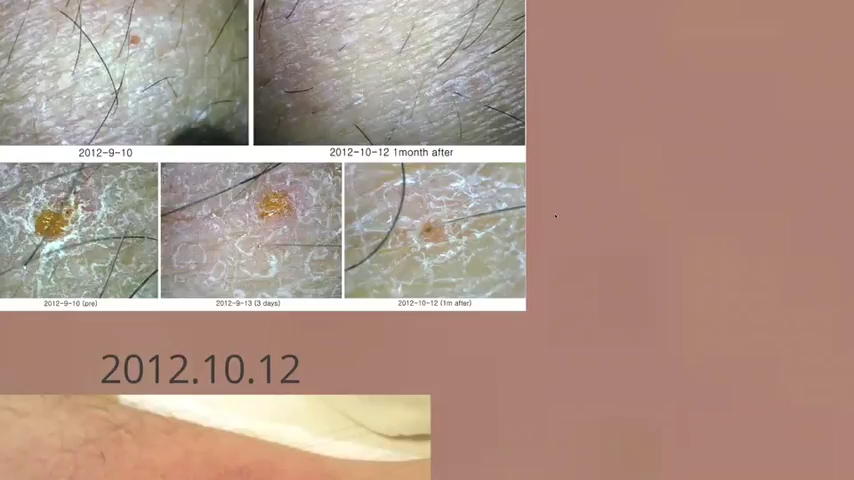 2012-9-10
2012-10-12 1month after
2012-9-10 (pre)
2012-9-13 (3 days)
2012-10-12 (1m after)
2012.10.12